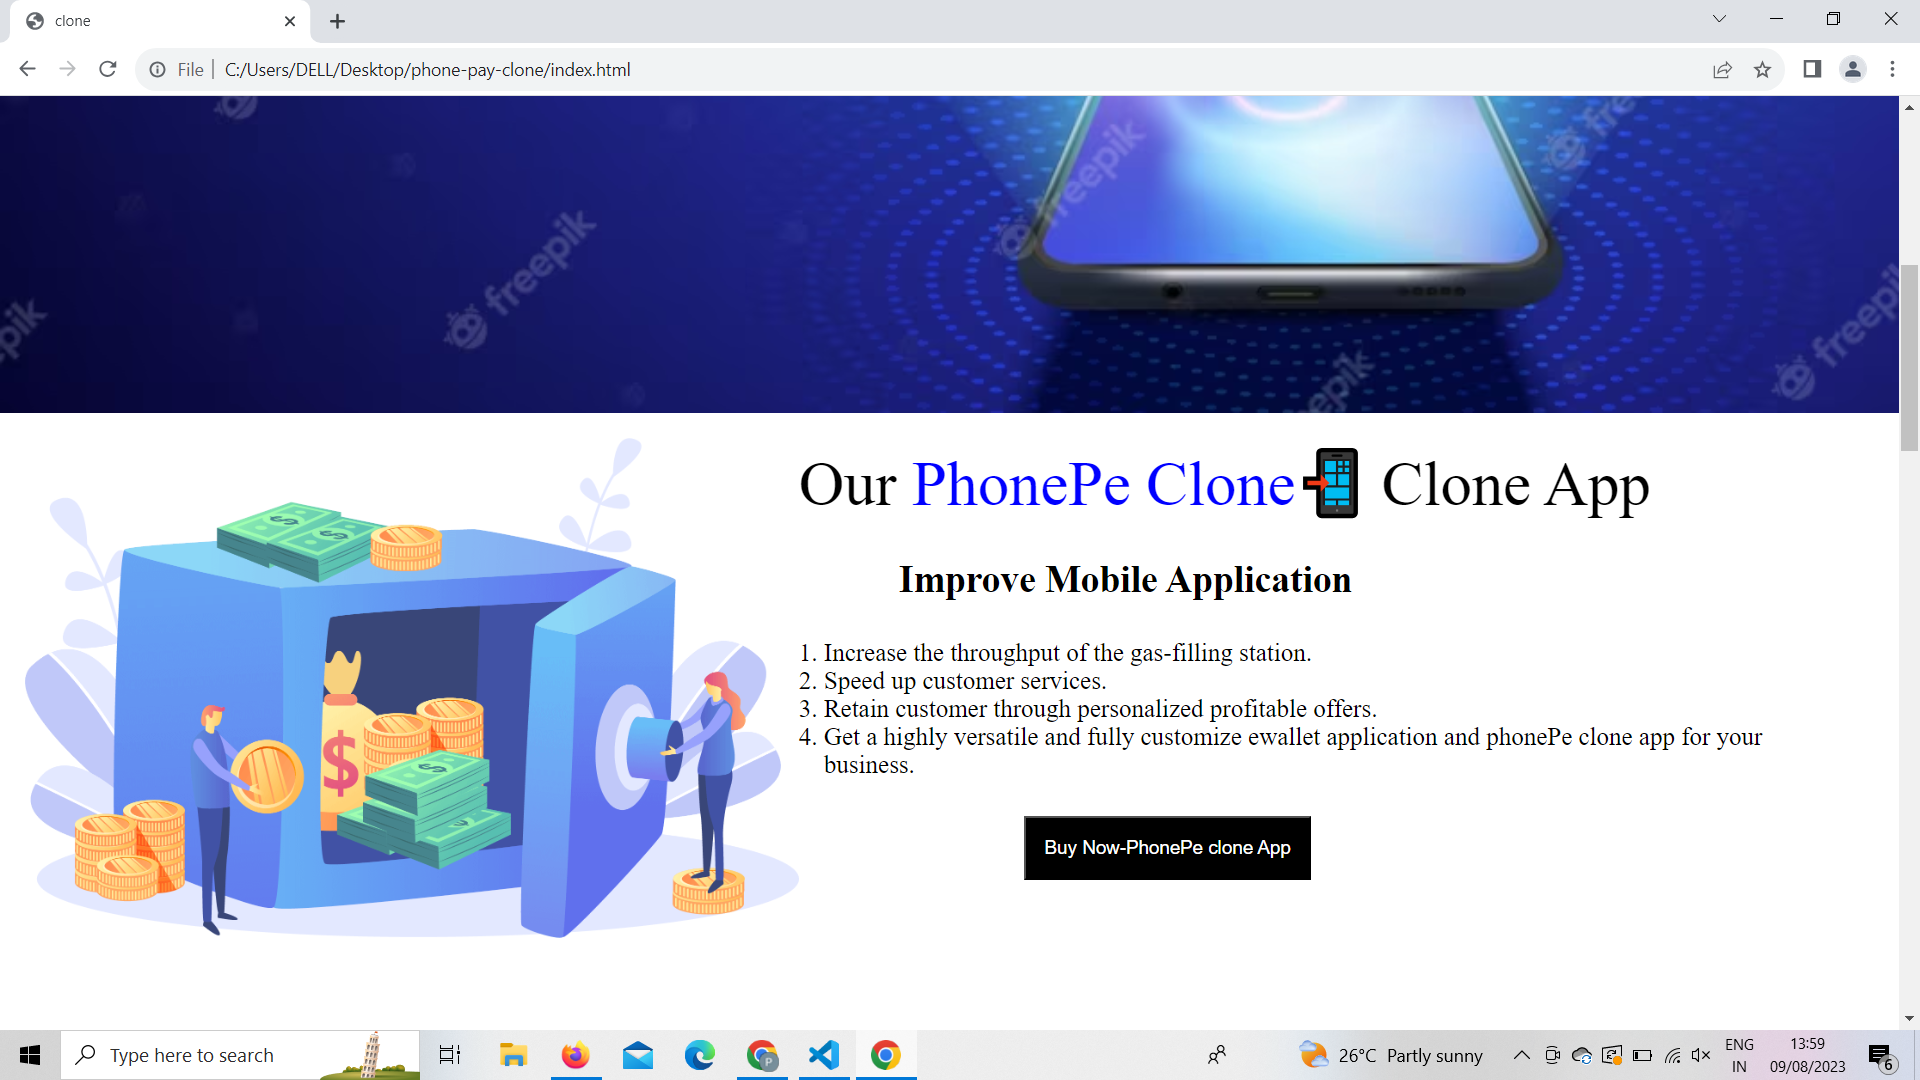 clone
File
C:/Users/DELL/Desktop/phone-pay-clone/index.html
freepik
freepik
freepik
Our PhonePe Clone Clone App
Improve Mobile Application
1. Increase the throughput of the gas-filling station.
2. Speed up customer services.
3. Retain customer through personalized profitable offers.
4. Get a highly versatile and fully customize ewallet application and phonePe clone app for your
business.
Buy Now-PhonePe clone App
Type here to search
P
26°C Partly sunny
ENG
IN
13:59
09/08/2023
6